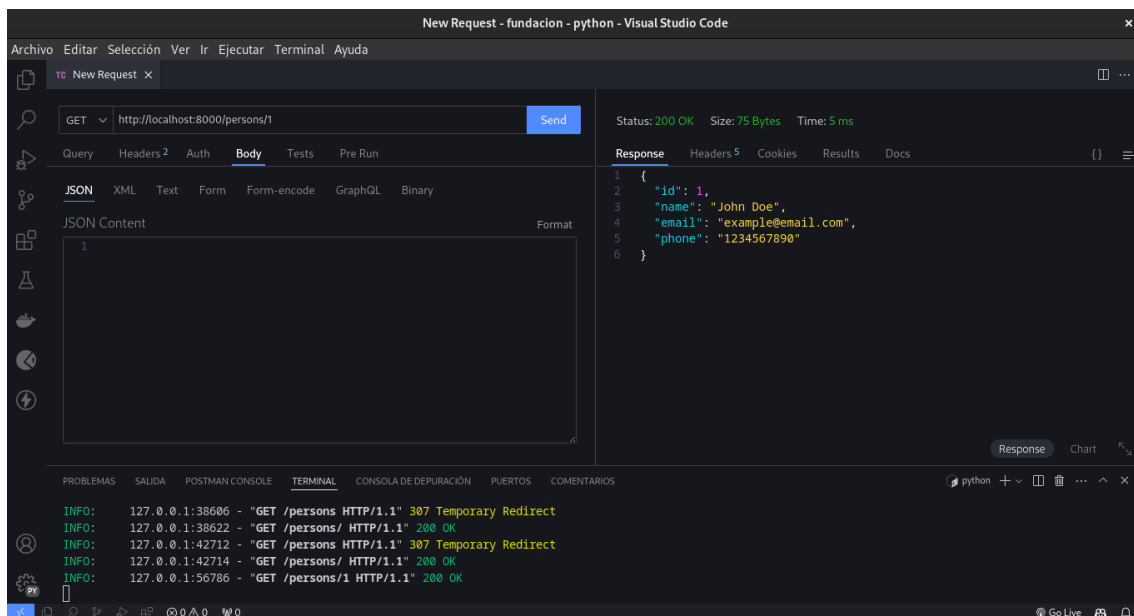 New Request - fundacion - python - Visual Studio Code
Archivo Editar Selección Ver Ir Ejecutar Terminal Ayuda
TC New Request
GET http://localhost:8000/persons/1 Send
Query Headers 2 Auth Body Tests Pre Run
JSON XML Text Form Form-encode GraphQL Binary
JSON Content Format
1
Status: 200 OK Size: 75 Bytes Time: 5 ms
Response Headers 5 Cookies Results Docs {}
1 {
2 "id": 1,
3 "name": "John Doe",
4 "email": "example@email.com",
5 "phone": "1234567890"
6 }
Response Chart
PROBLEMAS SALIDA POSTMAN CONSOLE TERMINAL CONSOLA DE DEPURACIÓN PUERTOS COMENTARIOS python
INFO: 127.0.0.1:38606 - "GET /persons HTTP/1.1" 307 Temporary Redirect
INFO: 127.0.0.1:38622 - "GET /persons/ HTTP/1.1" 200 OK
INFO: 127.0.0.1:42712 - "GET /persons HTTP/1.1" 307 Temporary Redirect
INFO: 127.0.0.1:42714 - "GET /persons/ HTTP/1.1" 200 OK
INFO: 127.0.0.1:56786 - "GET /persons/1 HTTP/1.1" 200 OK
PY
0 0 0 Go Live